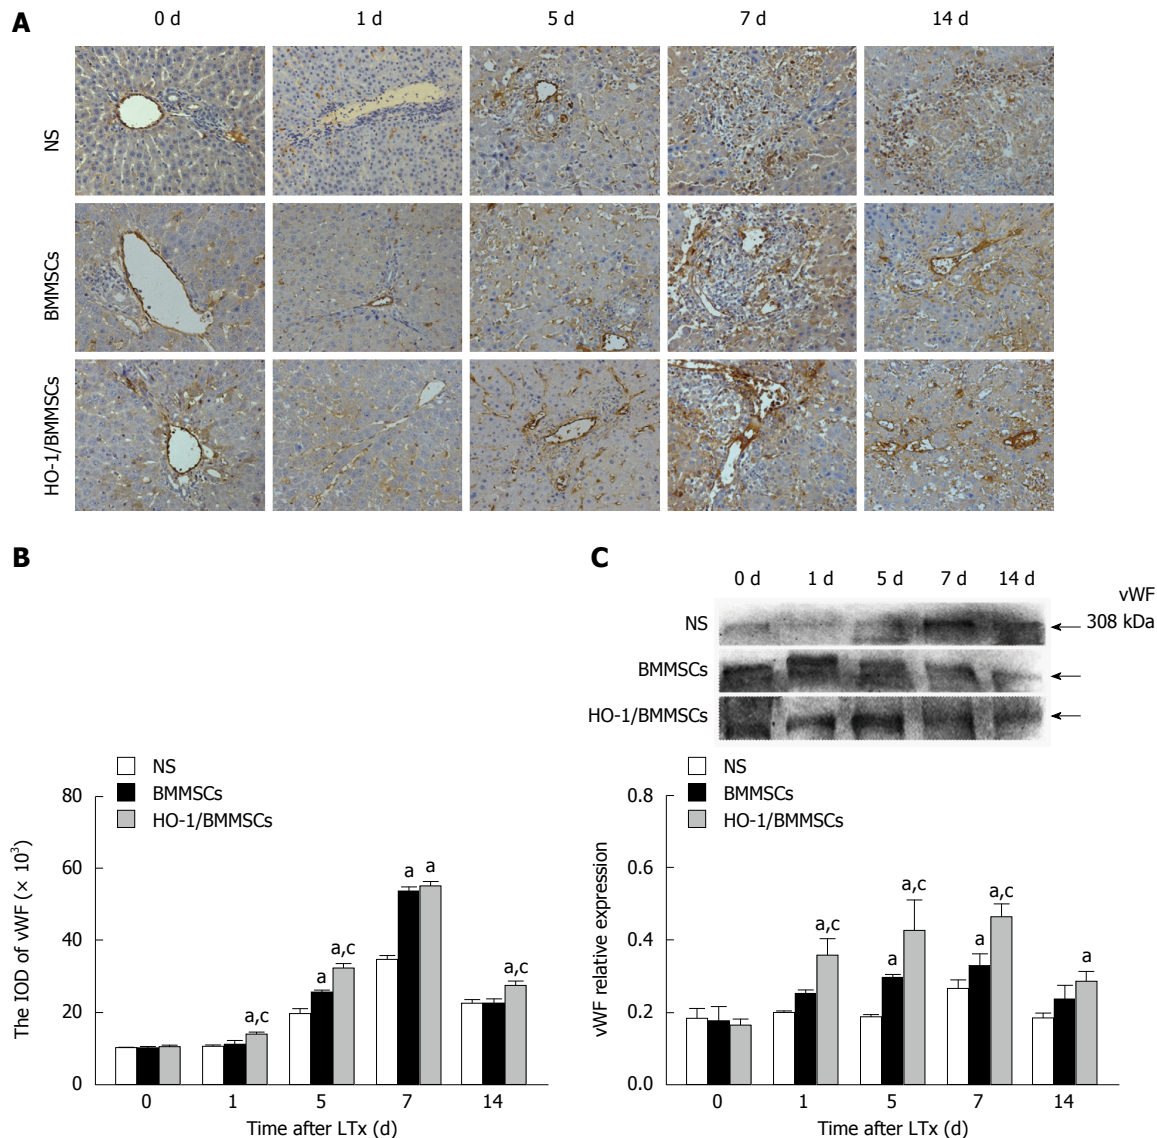 A
0 d 1 d 5 d 7 d 14 d
NS
BMMSCs
HO-1/BMMSCs
B
NS
BMMSCs
HO-1/BMMSCs
The IOD of vWF (× 10³)
80
60
40
20
0
a,c
a a,c
a a
a,c
0 1 5 7 14
Time after LTx (d)
C
0 d 1 d 5 d 7 d 14 d
vWF
NS
308 kDa
BMMSCs
HO-1/BMMSCs
NS
BMMSCs
HO-1/BMMSCs
vWF relative expression
0.8
0.6
0.4
0.2
0.0
a,c
a a,c
a a,c
a
0 1 5 7 14
Time after LTx (d)